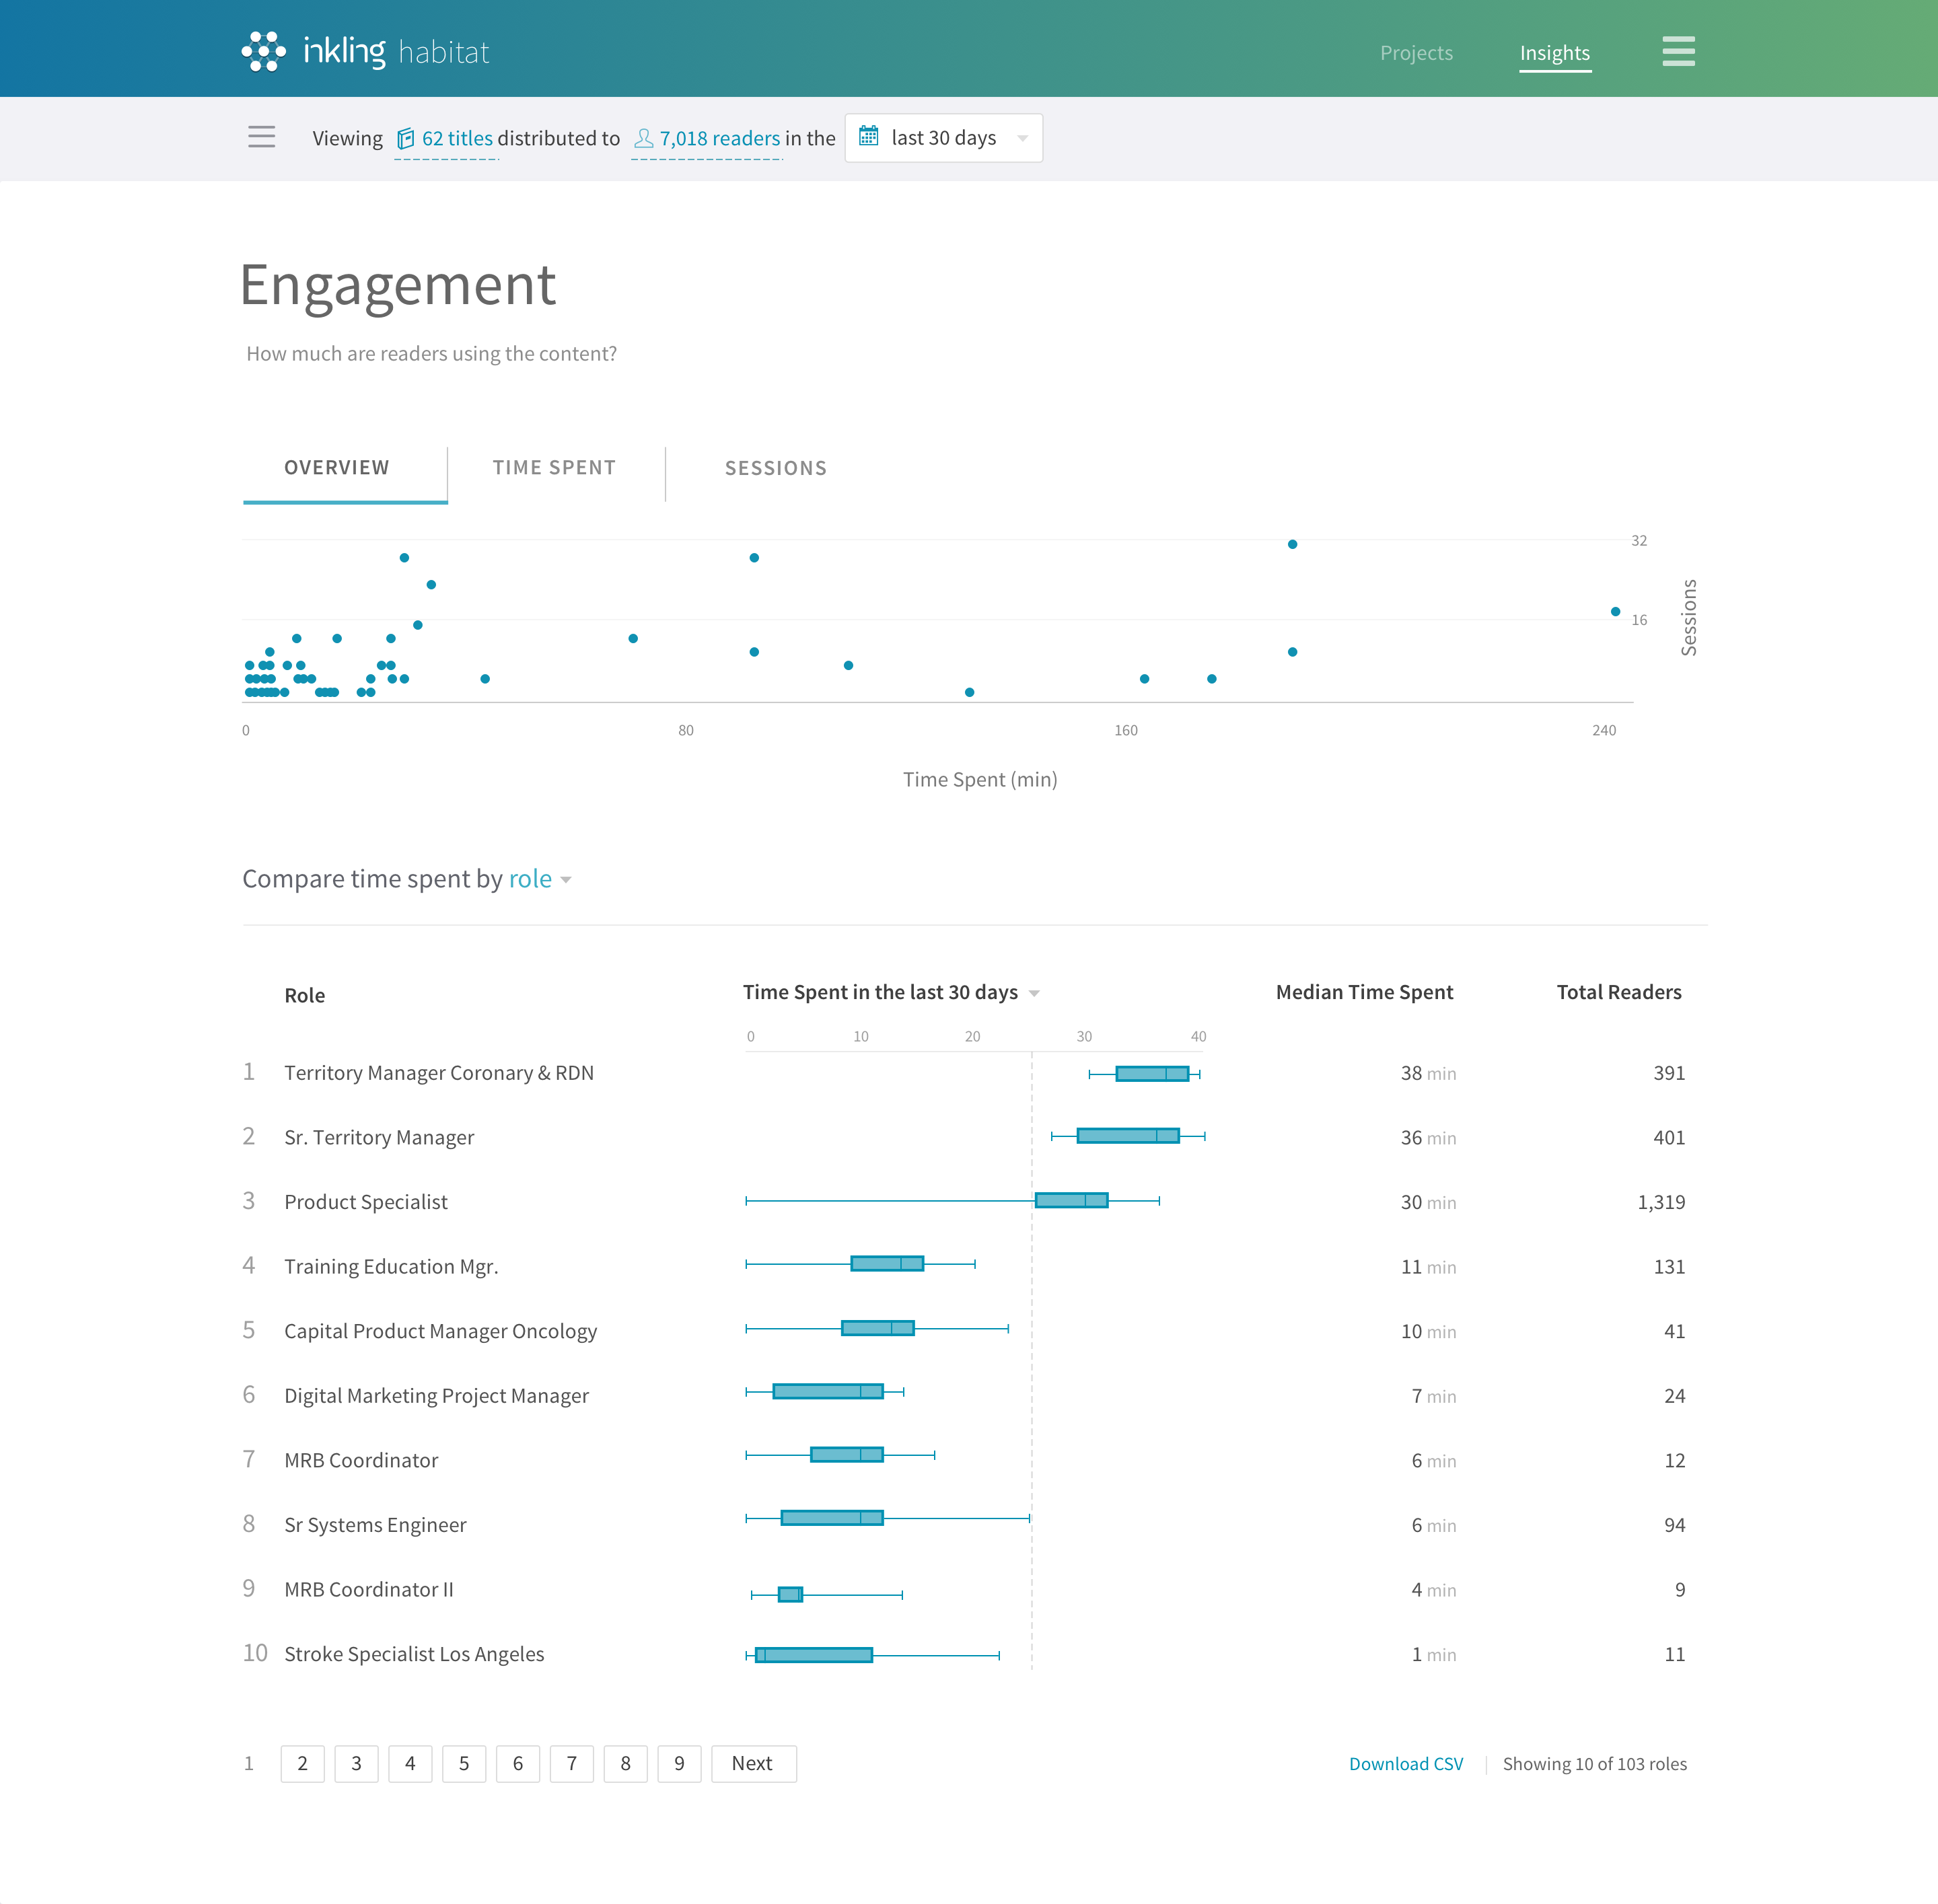 inkling habitat
Projects Insights
Viewing 62 titles distributed to 7,018 readers in the last 30 days
Engagement
How much are readers using the content?
OVERVIEW TIME SPENT SESSIONS
32
16
Sessions
0 80 160 240
Time Spent (min)
Compare time spent by role
Role Time Spent in the last 30 days Median Time Spent Total Readers
0 10 20 30 40
1 Territory Manager Coronary & RDN 38 min 391
2 Sr. Territory Manager 36 min 401
3 Product Specialist 30 min 1,319
4 Training Education Mgr. 11 min 131
5 Capital Product Manager Oncology 10 min 41
6 Digital Marketing Project Manager 7 min 24
7 MRB Coordinator 6 min 12
8 Sr Systems Engineer 6 min 94
9 MRB Coordinator II 4 min 9
10 Stroke Specialist Los Angeles 1 min 11
1 2 3 4 5 6 7 8 9 Next Download CSV Showing 10 of 103 roles